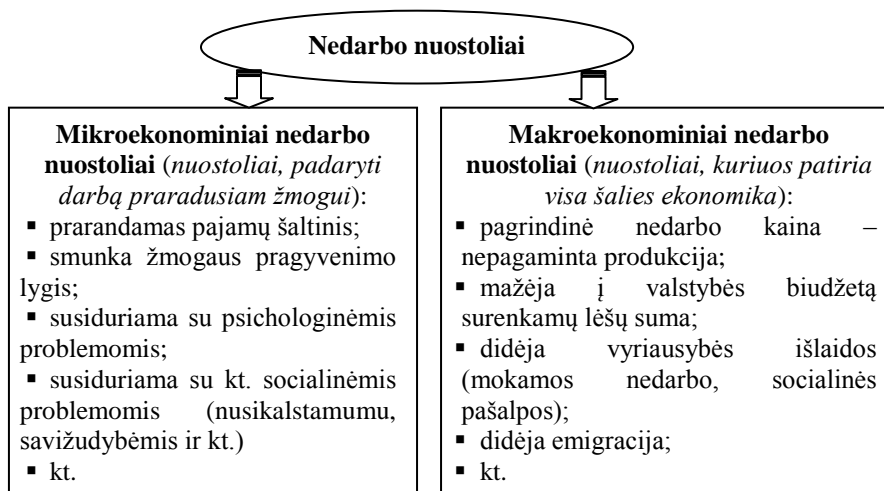 Nedarbo nuostoliai
Mikroekonominiai nedarbo
nuostoliai (nuostoliai, padaryti
darbą praradusiam žmogui):
▪ prarandamas pajamų šaltinis;
▪ smunka žmogaus pragyvenimo
lygis;
▪ susiduriama su psichologinėmis
problemomis;
▪ susiduriama su kt. socialinėmis
problemomis (nusikalstamumu,
savižudybėmis ir kt.)
▪ kt.
Makroekonominiai nedarbo
nuostoliai (nuostoliai, kuriuos patiria
visa šalies ekonomika):
▪ pagrindinė nedarbo kaina –
nepagaminta produkcija;
▪ mažėja į valstybės biudžetą
surenkamų lėšų suma;
▪ didėja vyriausybės išlaidos
(mokamos nedarbo, socialinės
pašalpos);
▪ didėja emigracija;
▪ kt.